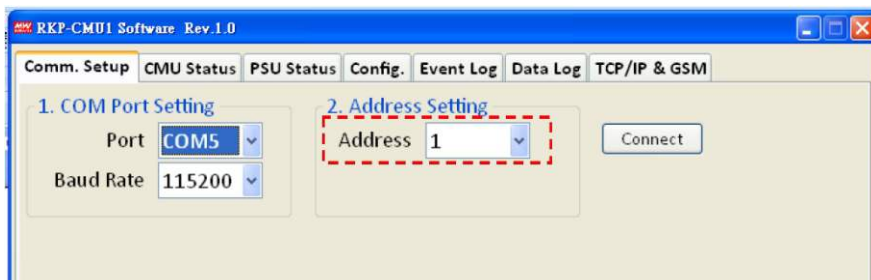 MW RKP-CMU1 Software Rev.1.0
Comm. Setup CMU Status PSU Status Config. Event Log Data Log TCP/IP & GSM
1. COM Port Setting 2. Address Setting
Port COM5 Address 1 Connect
Baud Rate 115200